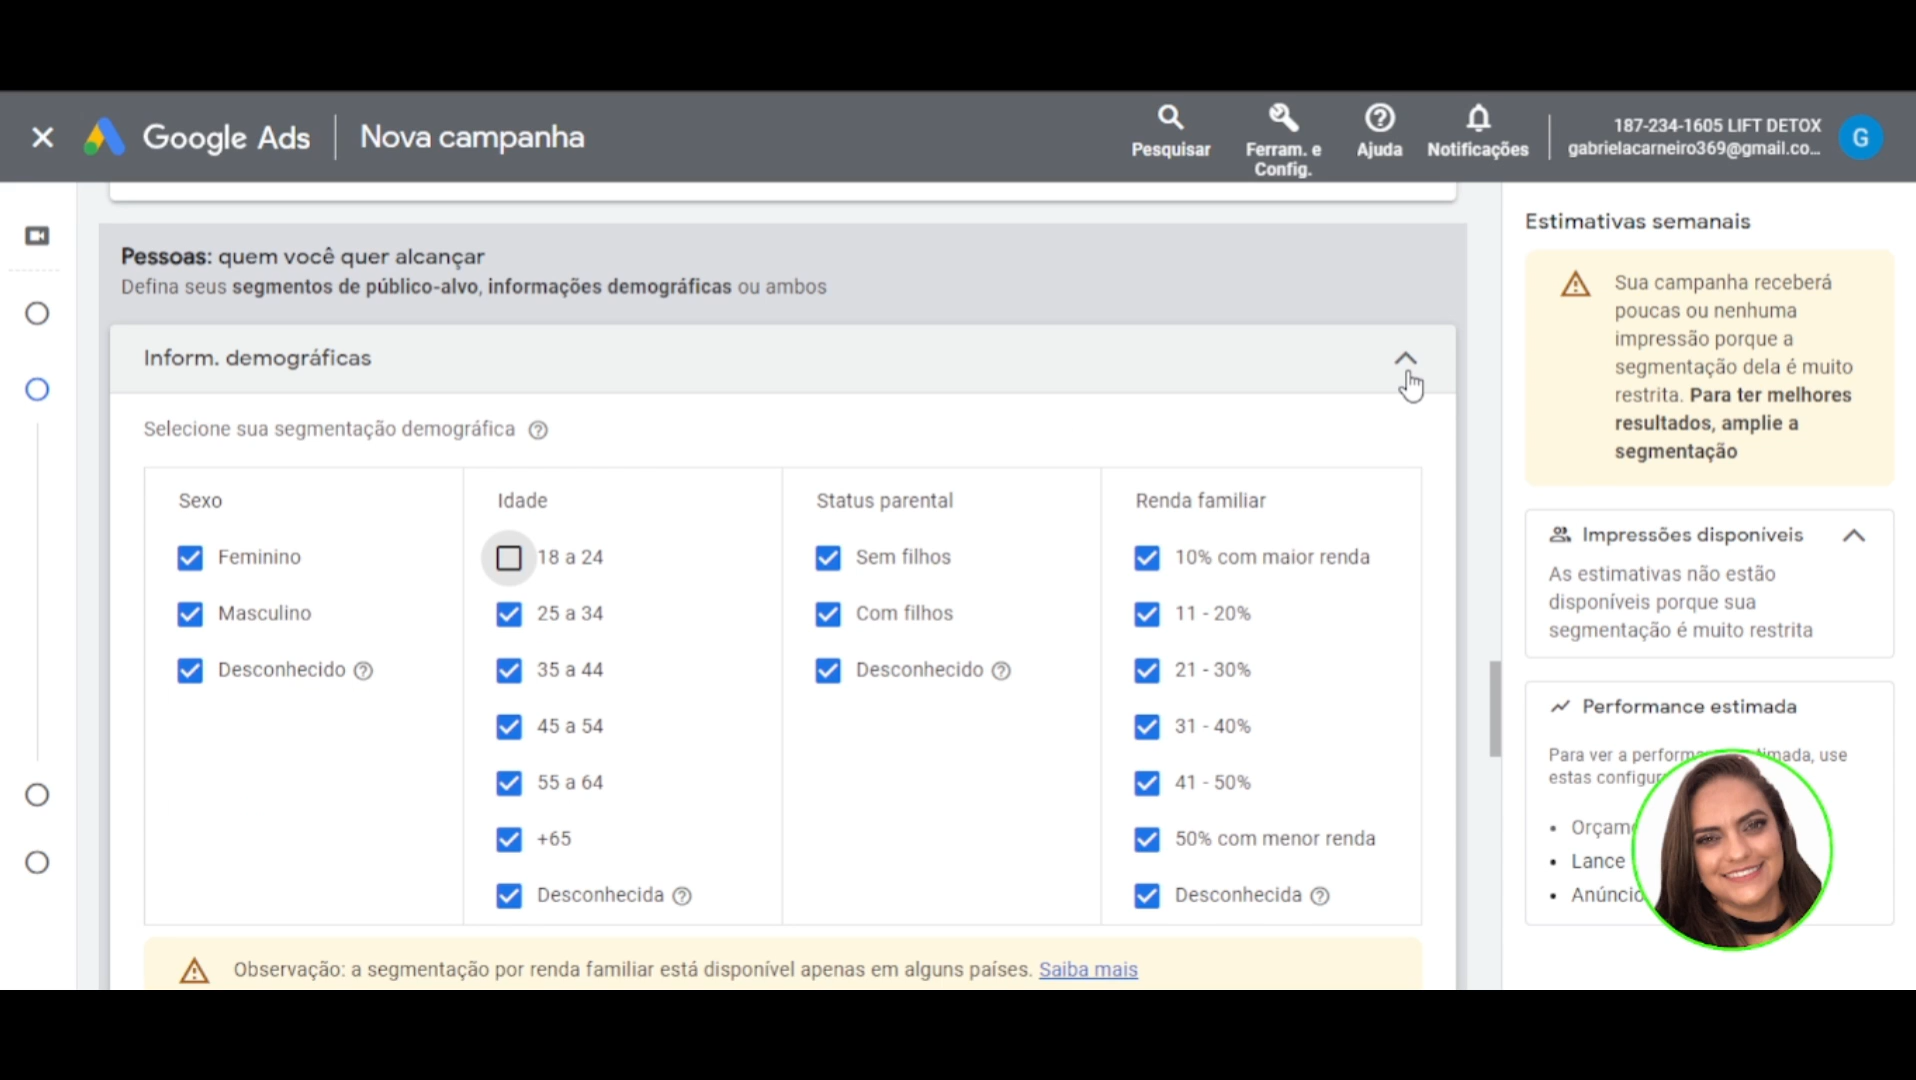 Google Ads
Nova campanha
Pesquisar
Ferram. e
Config.
Ajuda
Notificações
187-234-1605 LIFT DETOX
gabrielacarneiro369@gmail.co...
G
Pessoas: quem você quer alcançar
Defina seus segmentos de público-alvo, informações demográficas ou ambos
Inform. demográficas
Selecione sua segmentação demográfica
Sexo
Feminino
Masculino
Desconhecido
Idade
18 a 24
25 a 34
35 a 44
45 a 54
55 a 64
+65
Desconhecida
Status parental
Sem filhos
Com filhos
Desconhecido
Renda familiar
10% com maior renda
11 - 20%
21 - 30%
31 - 40%
41 - 50%
50% com menor renda
Desconhecida
Observação: a segmentação por renda familiar está disponível apenas em alguns países. Saiba mais
Estimativas semanais
Sua campanha receberá
poucas ou nenhuma
impressão porque a
segmentação dela é muito
restrita. Para ter melhores
resultados, amplie a
segmentação
Impressões disponíveis
As estimativas não estão
disponíveis porque sua
segmentação é muito restrita
Performance estimada
Para ver a use
estas
Lance